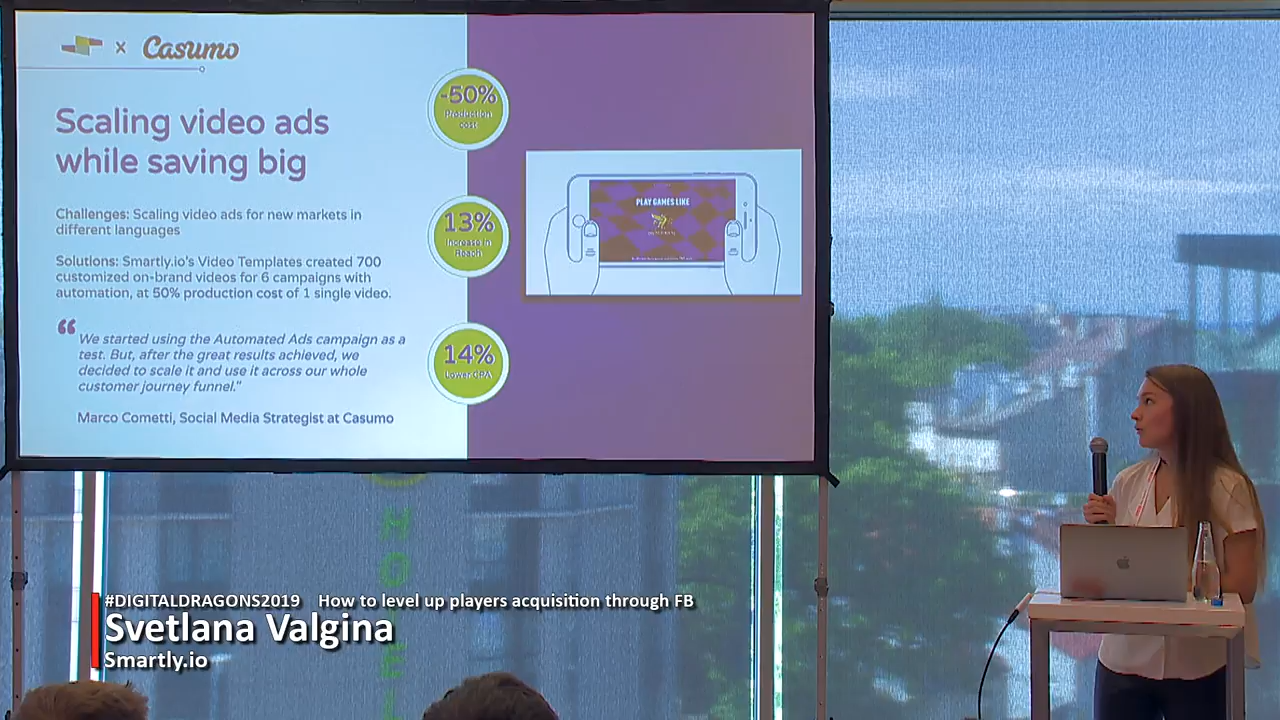 x Casumo
Scaling video ads
while saving big
Challenges: Scaling video ads for new markets in
different languages
Solutions: Smartly.io's Video Templates created 700
customized on-brand videos for 6 campaigns with
automation, at 50% production cost of 1 single video.
“ We started using the Automated Ads campaign as a
test. But, after the great results achieved, we
decided to scale it and use it across our whole
customer journey funnel."
Marco Cometti, Social Media Strategist at Casumo
-50%
Production
cost
13%
Increase in
Reach
14%
Lower CPA
PLAY GAMES LIKE
#DIGITALDRAGONS2019 How to level up players acquisition through FB
Svetlana Valgina
Smartly.io